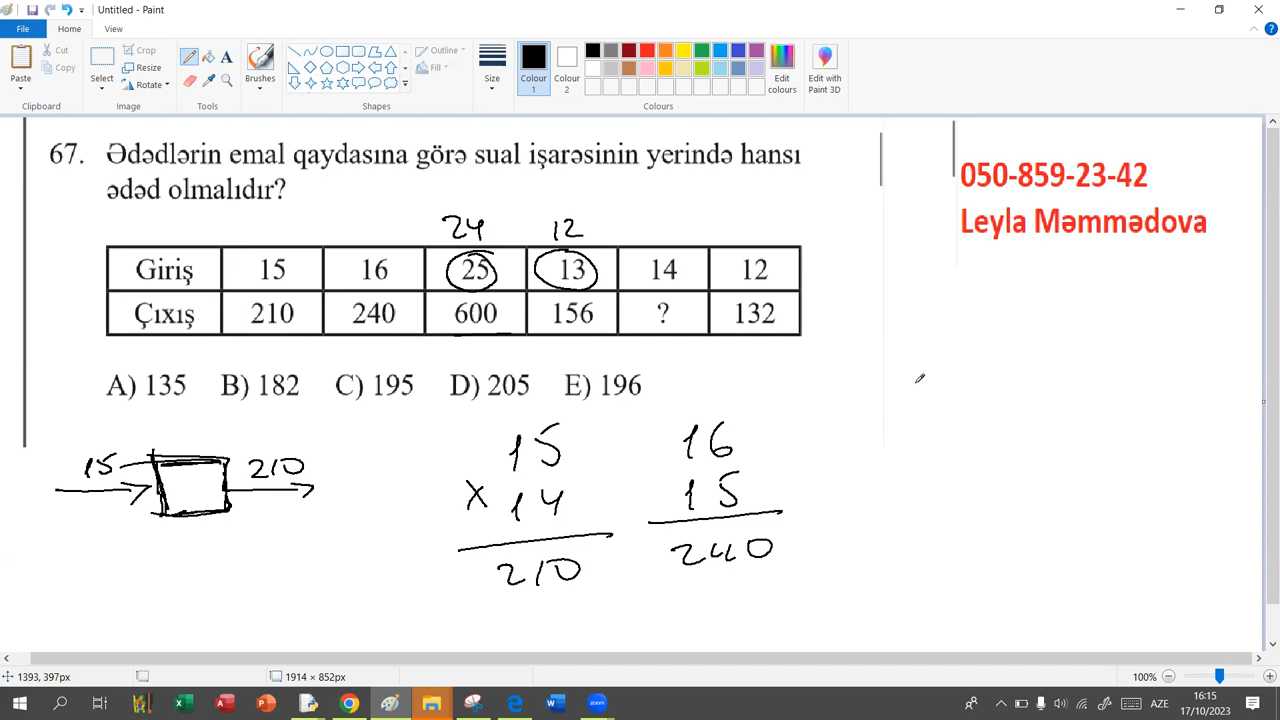 Untitled - Paint
File Home View
Cut
Copy
Paste
Clipboard
Crop
Resize
Rotate
Select
Image
Tools
Brushes
Outline
Fill
Shapes
Size
Colour 1
Colour 2
Edit colours
Colours
Edit with Paint 3D
67. Ədədlərin emal qaydasına görə sual işarəsinin yerində hansı
ədəd olmalıdır?
24 12
Giriş 15 16 25 13 14 12
Çıxış 210 240 600 156 ? 132
A) 135 B) 182 C) 195 D) 205 E) 196
050-859-23-42
Leyla Məmmədova
15 210
15
x 14
210
16
15
240
1393, 397px
1914 × 852px
100%
AZE
16:15
17/10/2023